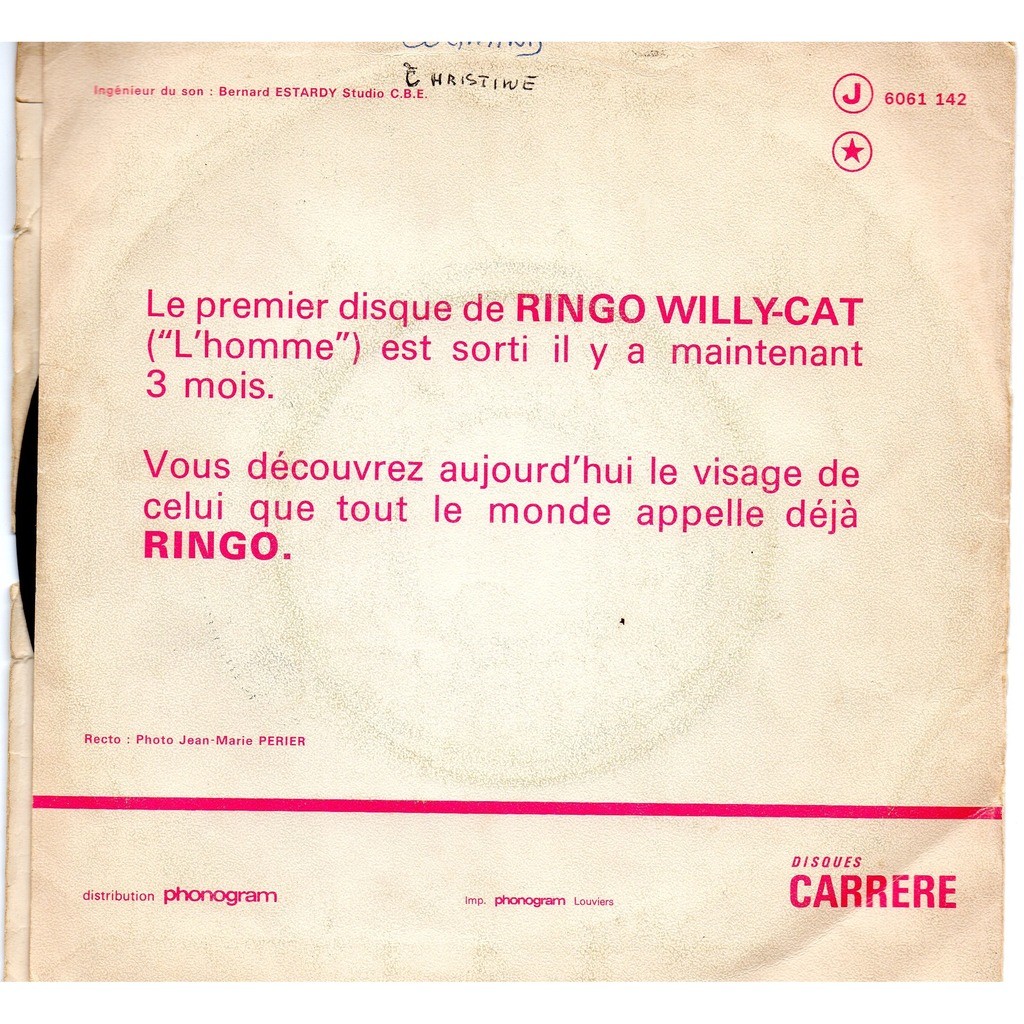 CHRISTINE
Ingénieur du son : Bernard ESTARDY Studio C.B.E.
J 6061 142
Le premier disque de RINGO WILLY-CAT
("L'homme") est sorti il y a maintenant
3 mois.
Vous découvrez aujourd'hui le visage de
celui que tout le monde appelle déjà
RINGO.
Recto : Photo Jean-Marie PERIER
DISQUES
CARRERE
distribution phonogram
Imp. phonogram Louviers